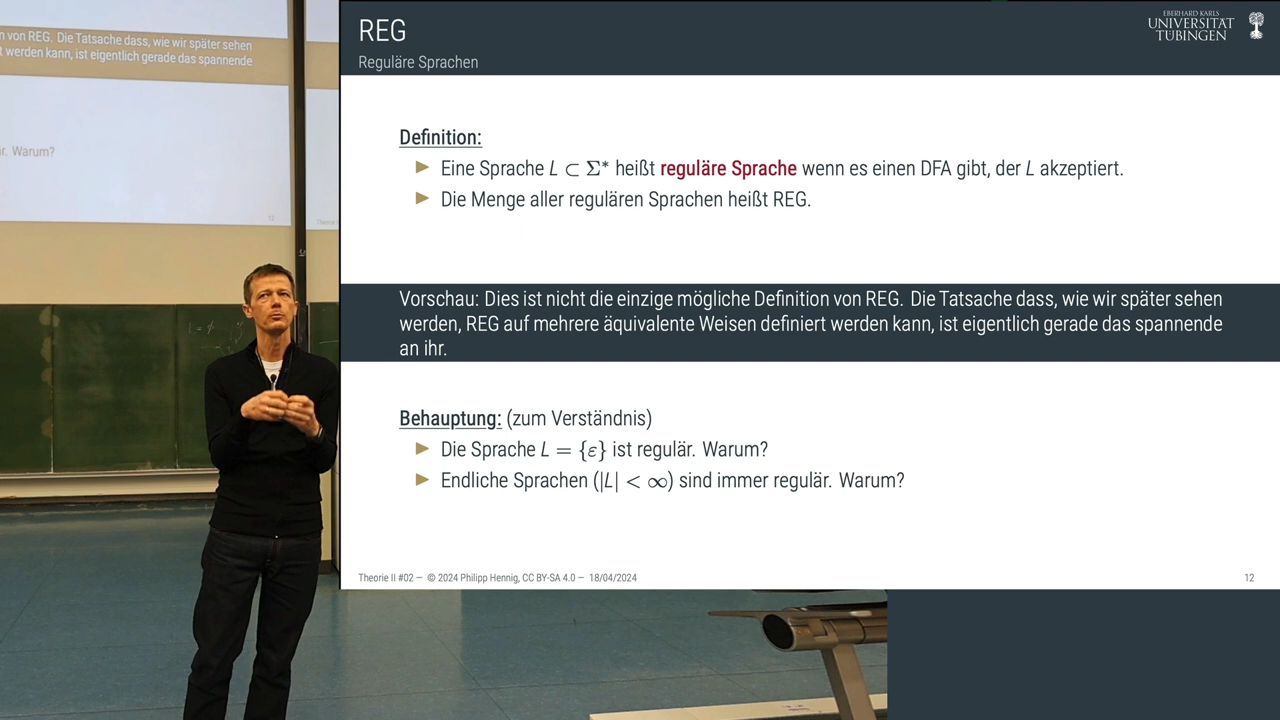 n von REG. Die Tatsache dass, wie wir später sehen
t werden kann, ist eigentlich gerade das spannende
är. Warum?
12
REG
Reguläre Sprachen
EBERHARD KARLS
UNIVERSITÄT
TÜBINGEN
Definition:
▶ Eine Sprache L ⊂ Σ* heißt reguläre Sprache wenn es einen DFA gibt, der L akzeptiert.
▶ Die Menge aller regulären Sprachen heißt REG.
Vorschau: Dies ist nicht die einzige mögliche Definition von REG. Die Tatsache dass, wie wir später sehen
werden, REG auf mehrere äquivalente Weisen definiert werden kann, ist eigentlich gerade das spannende
an ihr.
Behauptung: (zum Verständnis)
▶ Die Sprache L = {ε} ist regulär. Warum?
▶ Endliche Sprachen (|L| < ∞) sind immer regulär. Warum?
Theorie II #02 — © 2024 Philipp Hennig, CC BY-SA 4.0 — 18/04/2024
12